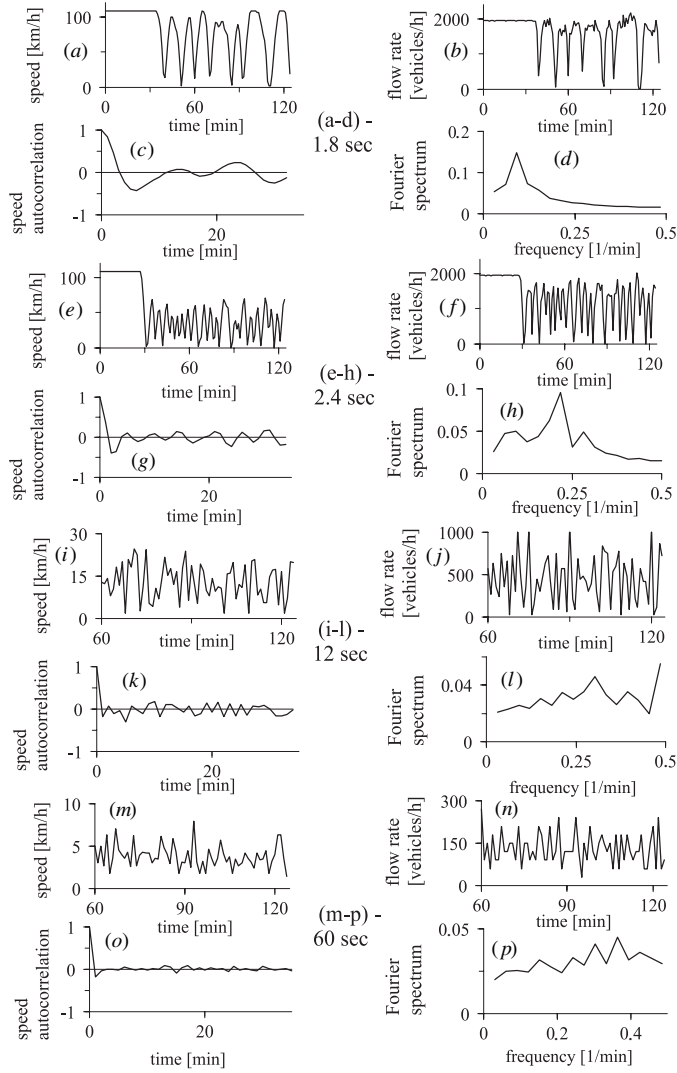 speed [km/h]
100
0
(a)
60
120
time [min]
flow rate
[vehicles/h]
2000
0
(b)
60
120
time [min]
(a-d) -
1.8 sec
speed
autocorrelation
1
0
-1
(c)
20
time [min]
Fourier
spectrum
0.2
0.1
0
(d)
0
0.25
0.5
frequency [1/min]
speed [km/h]
100
0
(e)
0
60
120
time [min]
flow rate
[vehicles/h]
2000
0
(f)
0
60
120
time [min]
(e-h) -
2.4 sec
speed
autocorrelation
1
0
-1
(g)
0
20
time [min]
Fourier
spectrum
0.1
0.05
0
(h)
0
0.25
0.5
frequency [1/min]
speed [km/h]
30
15
0
(i)
60
90
120
time [min]
flow rate
[vehicles/h]
1000
500
0
(j)
60
90
120
time [min]
(i-l) -
12 sec
speed
autocorrelation
1
0
-1
(k)
0
20
time [min]
Fourier
spectrum
0.04
0
(l)
0
0.25
0.5
frequency [1/min]
speed [km/h]
10
5
0
(m)
60
90
120
time [min]
flow rate
[vehicles/h]
300
150
0
(n)
60
90
120
time [min]
(m-p) -
60 sec
speed
autocorrelation
1
0
-1
(o)
0
20
time [min]
Fourier
spectrum
0.05
0
(p)
0
0.2
0.4
frequency [1/min]